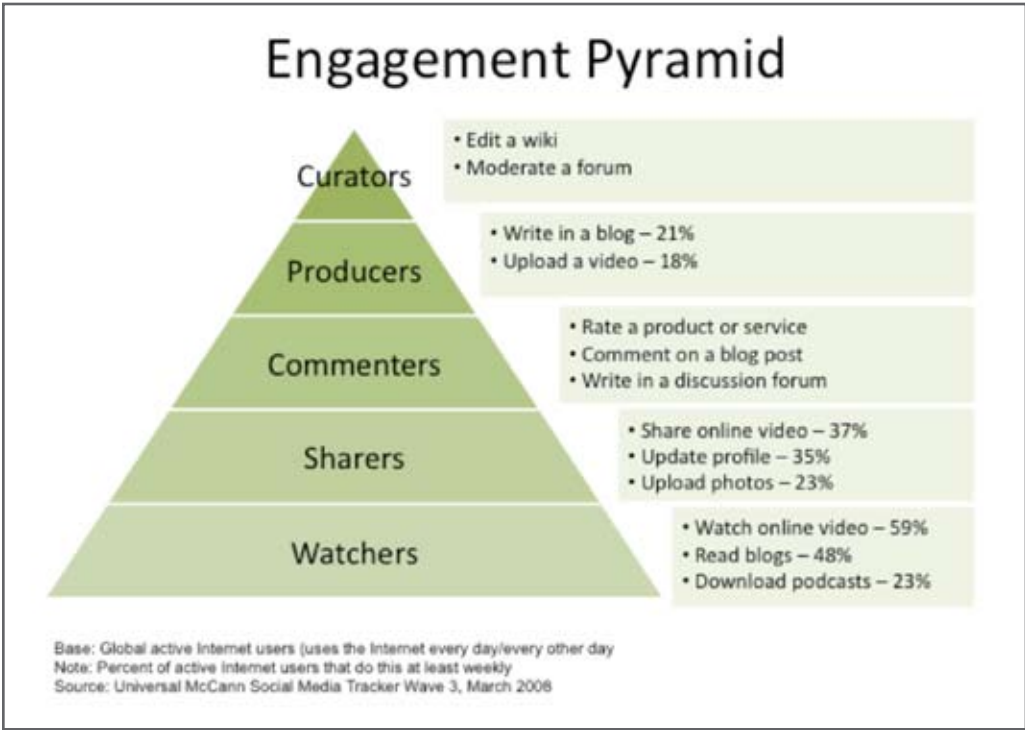 Engagement Pyramid
Curators
• Edit a wiki
• Moderate a forum
Producers
• Write in a blog – 21%
• Upload a video – 18%
Commenters
• Rate a product or service
• Comment on a blog post
• Write in a discussion forum
Sharers
• Share online video – 37%
• Update profile – 35%
• Upload photos – 23%
Watchers
• Watch online video – 59%
• Read blogs – 48%
• Download podcasts – 23%
Base: Global active Internet users (uses the Internet every day/every other day
Note: Percent of active Internet users that do this at least weekly
Source: Universal McCann Social Media Tracker Wave 3, March 2008